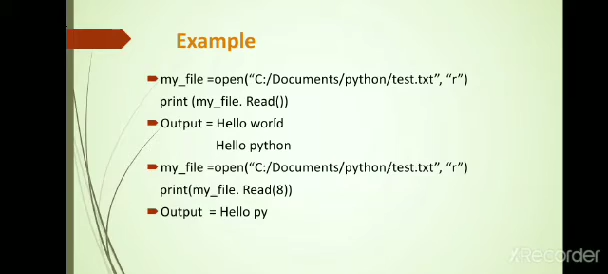 Example
my_file =open(“C:/Documents/python/test.txt”, “r”)
print (my_file. Read())
Output = Hello world
Hello python
my_file =open(“C:/Documents/python/test.txt”, “r”)
print(my_file. Read(8))
Output = Hello py
XRecorder